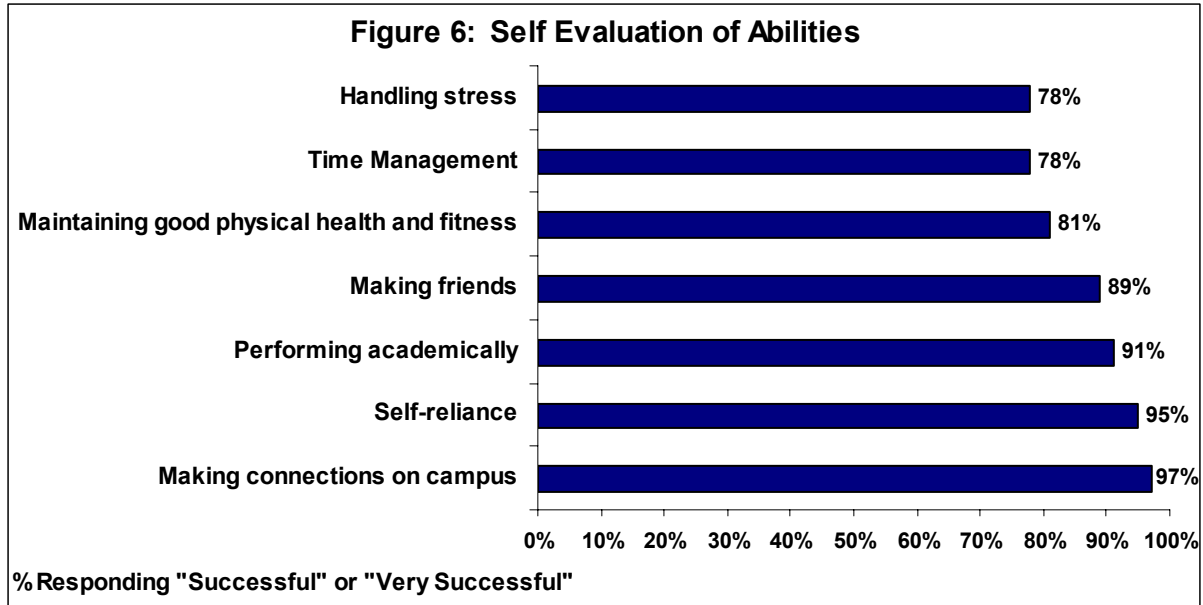 Figure 6: Self Evaluation of Abilities
Handling stress 78%
Time Management 78%
Maintaining good physical health and fitness 81%
Making friends 89%
Performing academically 91%
Self-reliance 95%
Making connections on campus 97%
0% 10% 20% 30% 40% 50% 60% 70% 80% 90% 100%
% Responding "Successful" or "Very Successful"